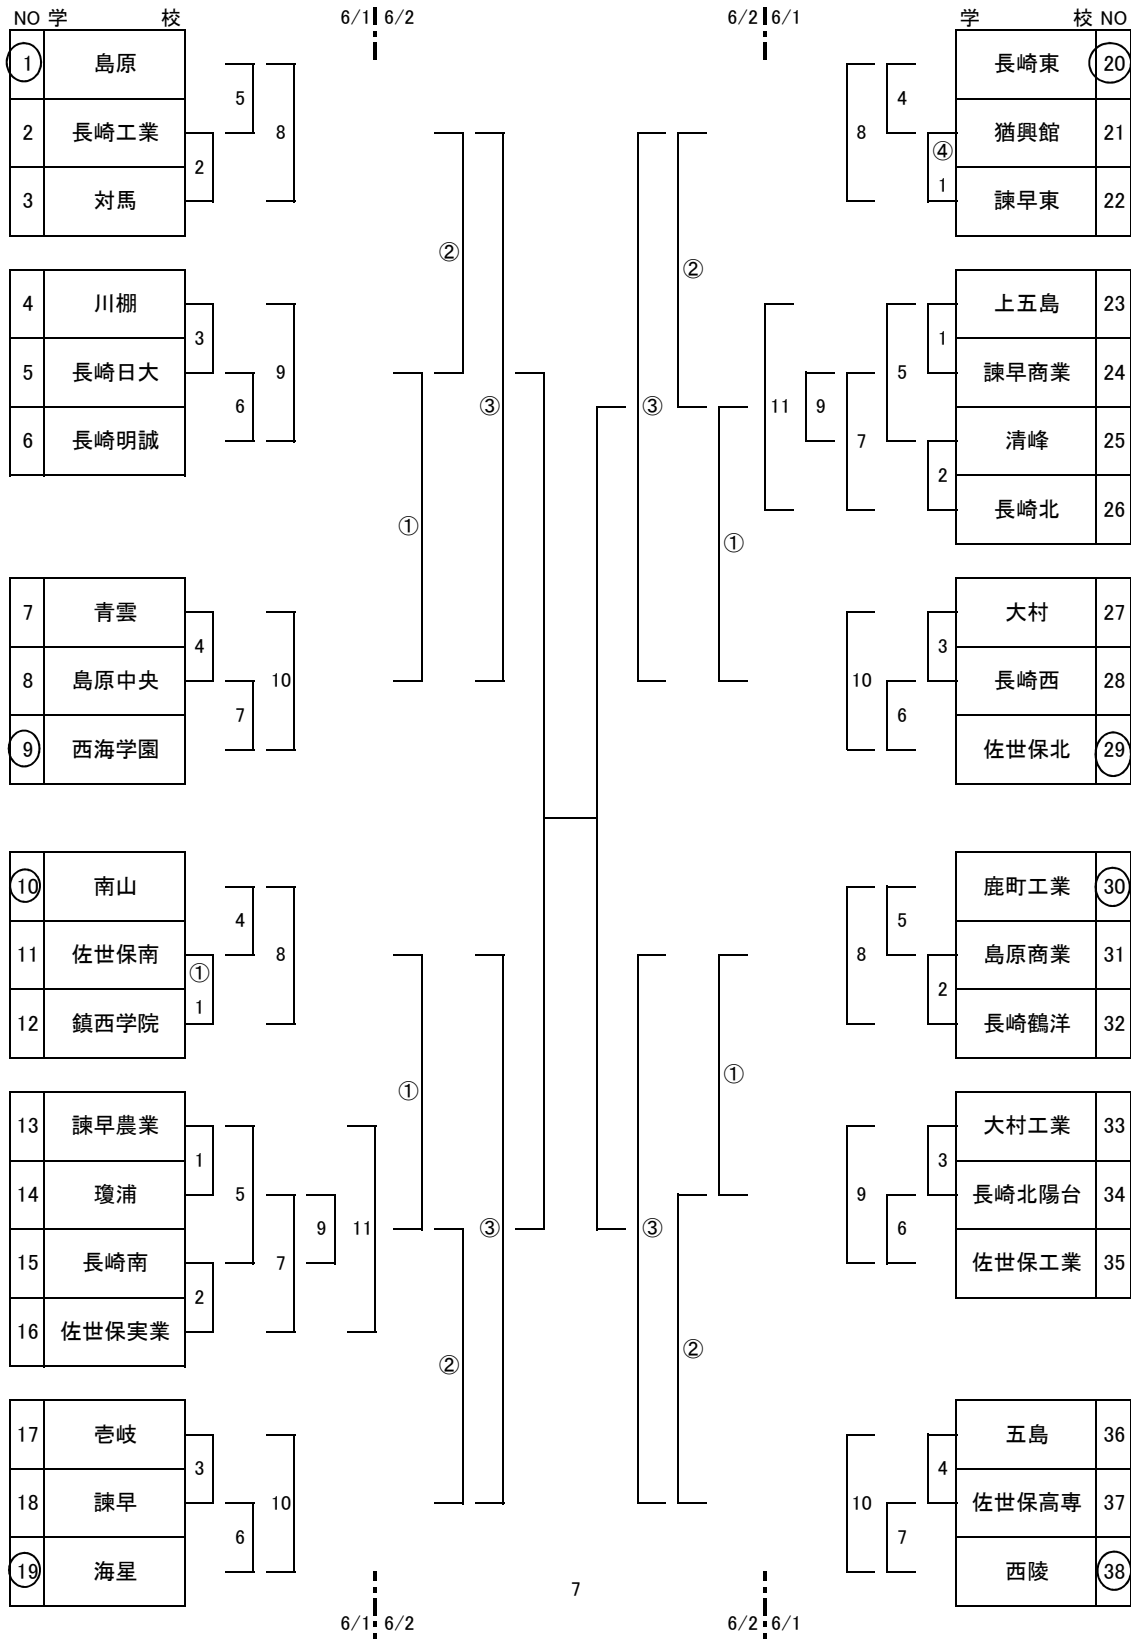 NO 学 校 6/1 6/2 6/2 6/1 学 校 NO
1 島原 長崎東 20
5 4
2 長崎工業 8 8 猶興館 21
④
2 1
3 対馬 諫早東 22
② ②
4 川棚 上五島 23
3 1
5 長崎日大 9 5 諫早商業 24
6 ③ ③ 11 9
6 長崎明誠 7 清峰 25
2
長崎北 26
① ①
7 青雲 大村 27
4 3
8 島原中央 10 10 長崎西 28
7 6
9 西海学園 佐世保北 29
10 南山 鹿町工業 30
4 5
11 佐世保南 8 8 島原商業 31
①
1 2
12 鎮西学院 長崎鶴洋 32
① ①
13 諫早農業 大村工業 33
1 3
14 瓊浦 5 9 長崎北陽台 34
9 11 ③ ③ 6
15 長崎南 7 佐世保工業 35
2
16 佐世保実業
② ②
17 壱岐 五島 36
3 4
18 諫早 10 10 佐世保高専 37
6 7
19 海星 西陵 38
7
6/1 6/2 6/2 6/1